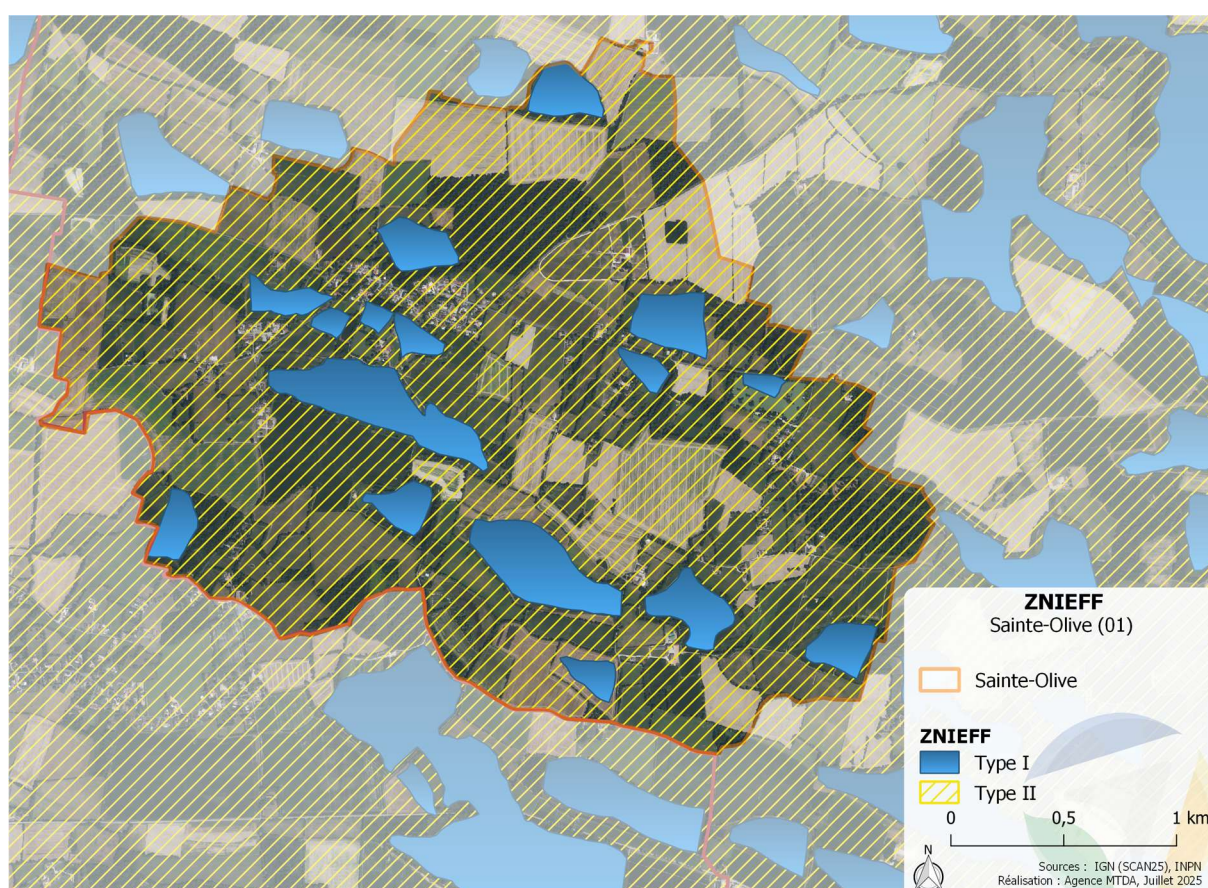 ZNIEFF
Sainte-Olive (01)
Sainte-Olive
ZNIEFF
Type I
Type II
0 0,5 1 km
N
Sources : IGN (SCAN25), INPN
Réalisation : Agence MTDA, Juillet 2025